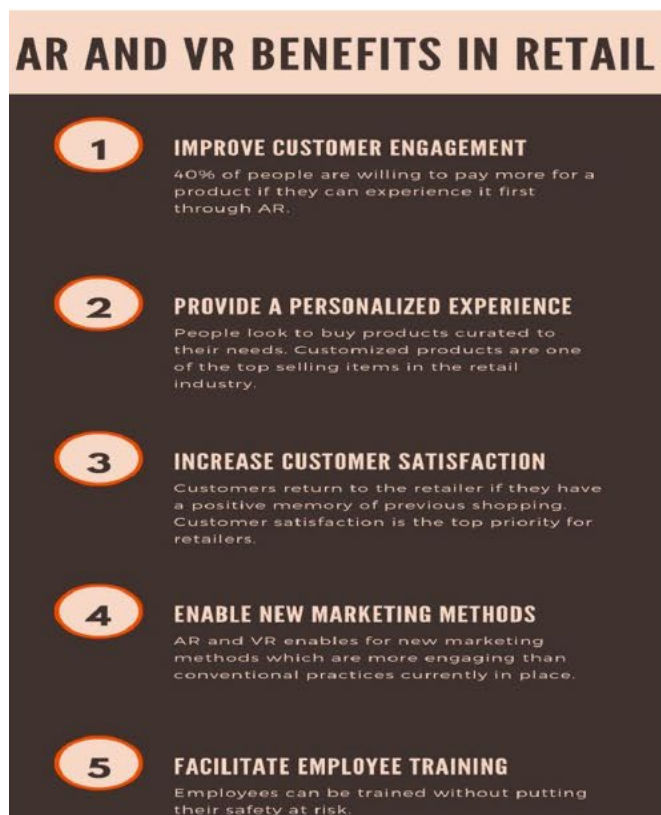 AR AND VR BENEFITS IN RETAIL
1
IMPROVE CUSTOMER ENGAGEMENT
40% of people are willing to pay more for a
product if they can experience it first
through AR.
2
PROVIDE A PERSONALIZED EXPERIENCE
People look to buy products curated to
their needs. Customized products are one
of the top selling items in the retail
industry.
3
INCREASE CUSTOMER SATISFACTION
Customers return to the retailer if they have
a positive memory of previous shopping.
Customer satisfaction is the top priority for
retailers.
4
ENABLE NEW MARKETING METHODS
AR and VR enables for new marketing
methods which are more engaging than
conventional practices currently in place.
5
FACILITATE EMPLOYEE TRAINING
Employees can be trained without putting
their safety at risk.